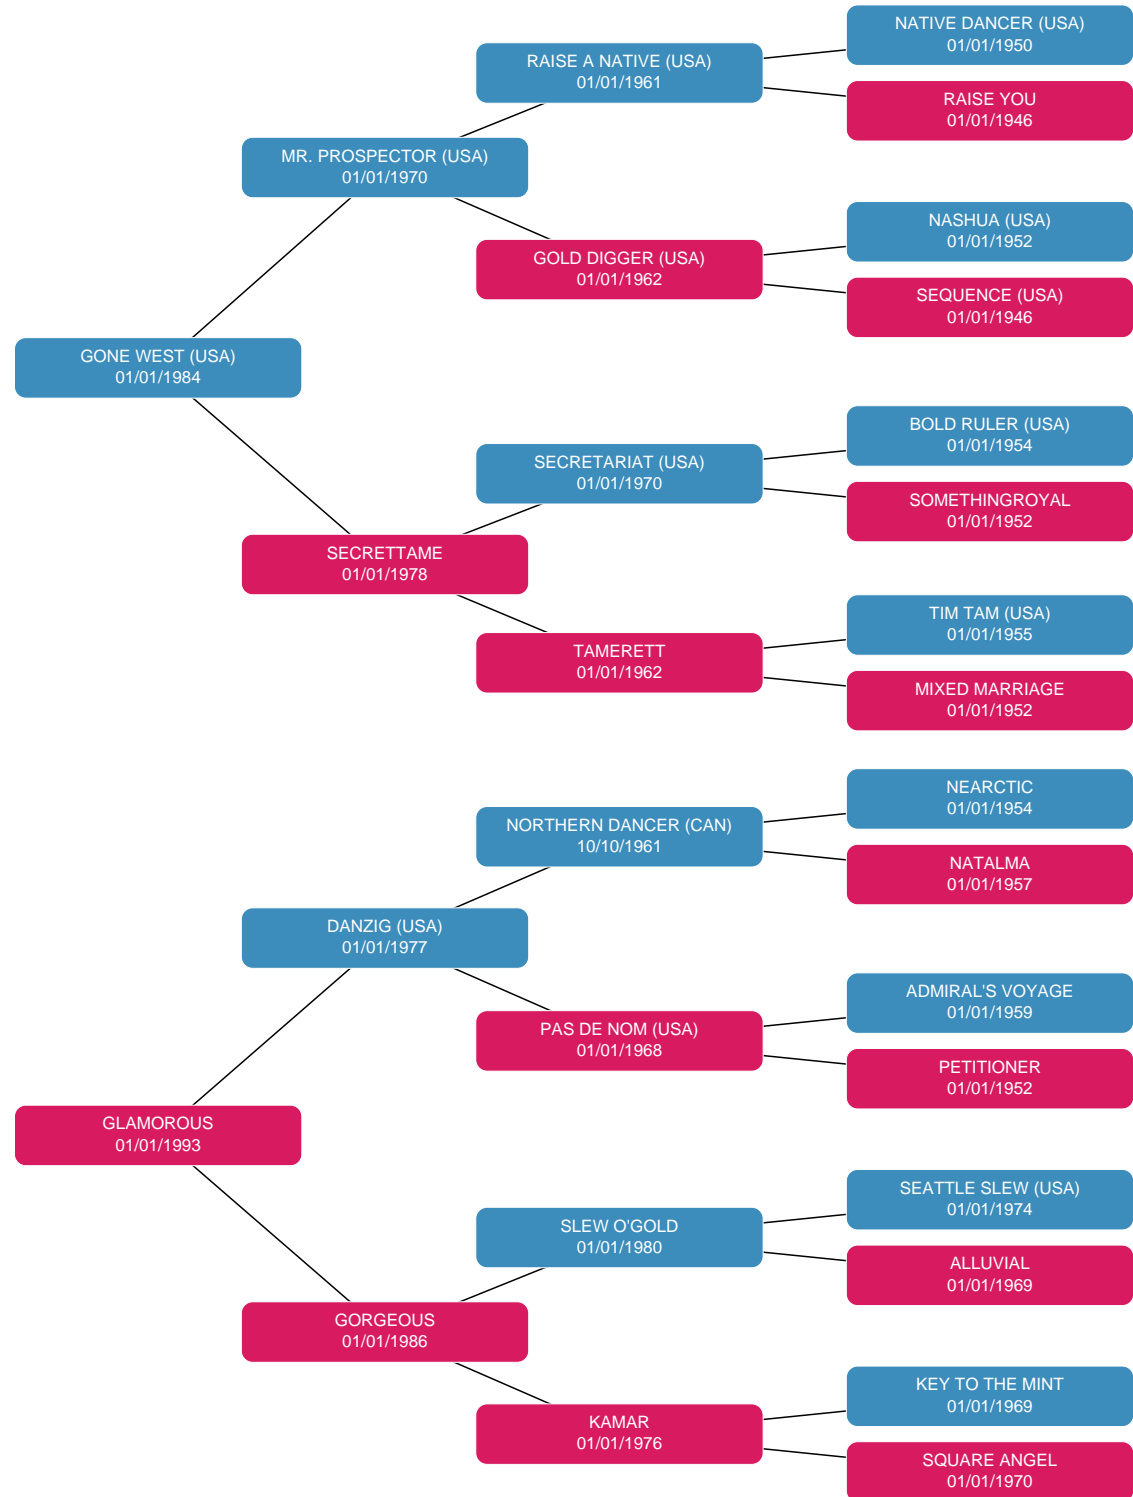 NATIVE DANCER (USA)
01/01/1950
RAISE A NATIVE (USA)
01/01/1961
RAISE YOU
01/01/1946
MR. PROSPECTOR (USA)
01/01/1970
NASHUA (USA)
01/01/1952
GOLD DIGGER (USA)
01/01/1962
SEQUENCE (USA)
01/01/1946
GONE WEST (USA)
01/01/1984
BOLD RULER (USA)
01/01/1954
SECRETARIAT (USA)
01/01/1970
SOMETHINGROYAL
01/01/1952
SECRETTAME
01/01/1978
TIM TAM (USA)
01/01/1955
TAMERETT
01/01/1962
MIXED MARRIAGE
01/01/1952
NEARCTIC
01/01/1954
NORTHERN DANCER (CAN)
10/10/1961
NATALMA
01/01/1957
DANZIG (USA)
01/01/1977
ADMIRAL'S VOYAGE
01/01/1959
PAS DE NOM (USA)
01/01/1968
PETITIONER
01/01/1952
GLAMOROUS
01/01/1993
SEATTLE SLEW (USA)
01/01/1974
SLEW O'GOLD
01/01/1980
ALLUVIAL
01/01/1969
GORGEOUS
01/01/1986
KEY TO THE MINT
01/01/1969
KAMAR
01/01/1976
SQUARE ANGEL
01/01/1970